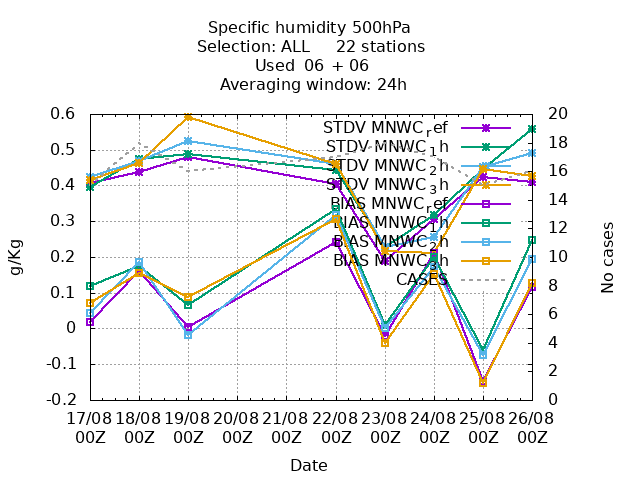 Specific humidity 500hPa
Selection: ALL     22 stations
Used  06 + 06
Averaging window: 24h
0.6
0.5
0.4
0.3
0.2
0.1
0
-0.1
-0.2
g/Kg
20
18
16
14
12
10
8
6
4
2
0
No cases
STDV MNWC_ref
STDV MNWC_1h
STDV MNWC_2h
STDV MNWC_3h
BIAS MNWC_ref
BIAS MNWC_1h
BIAS MNWC_2h
BIAS MNWC_3h
CASES
17/08 18/08 19/08 20/08 21/08 22/08 23/08 24/08 25/08 26/08
00Z 00Z 00Z 00Z 00Z 00Z 00Z 00Z 00Z 00Z
Date